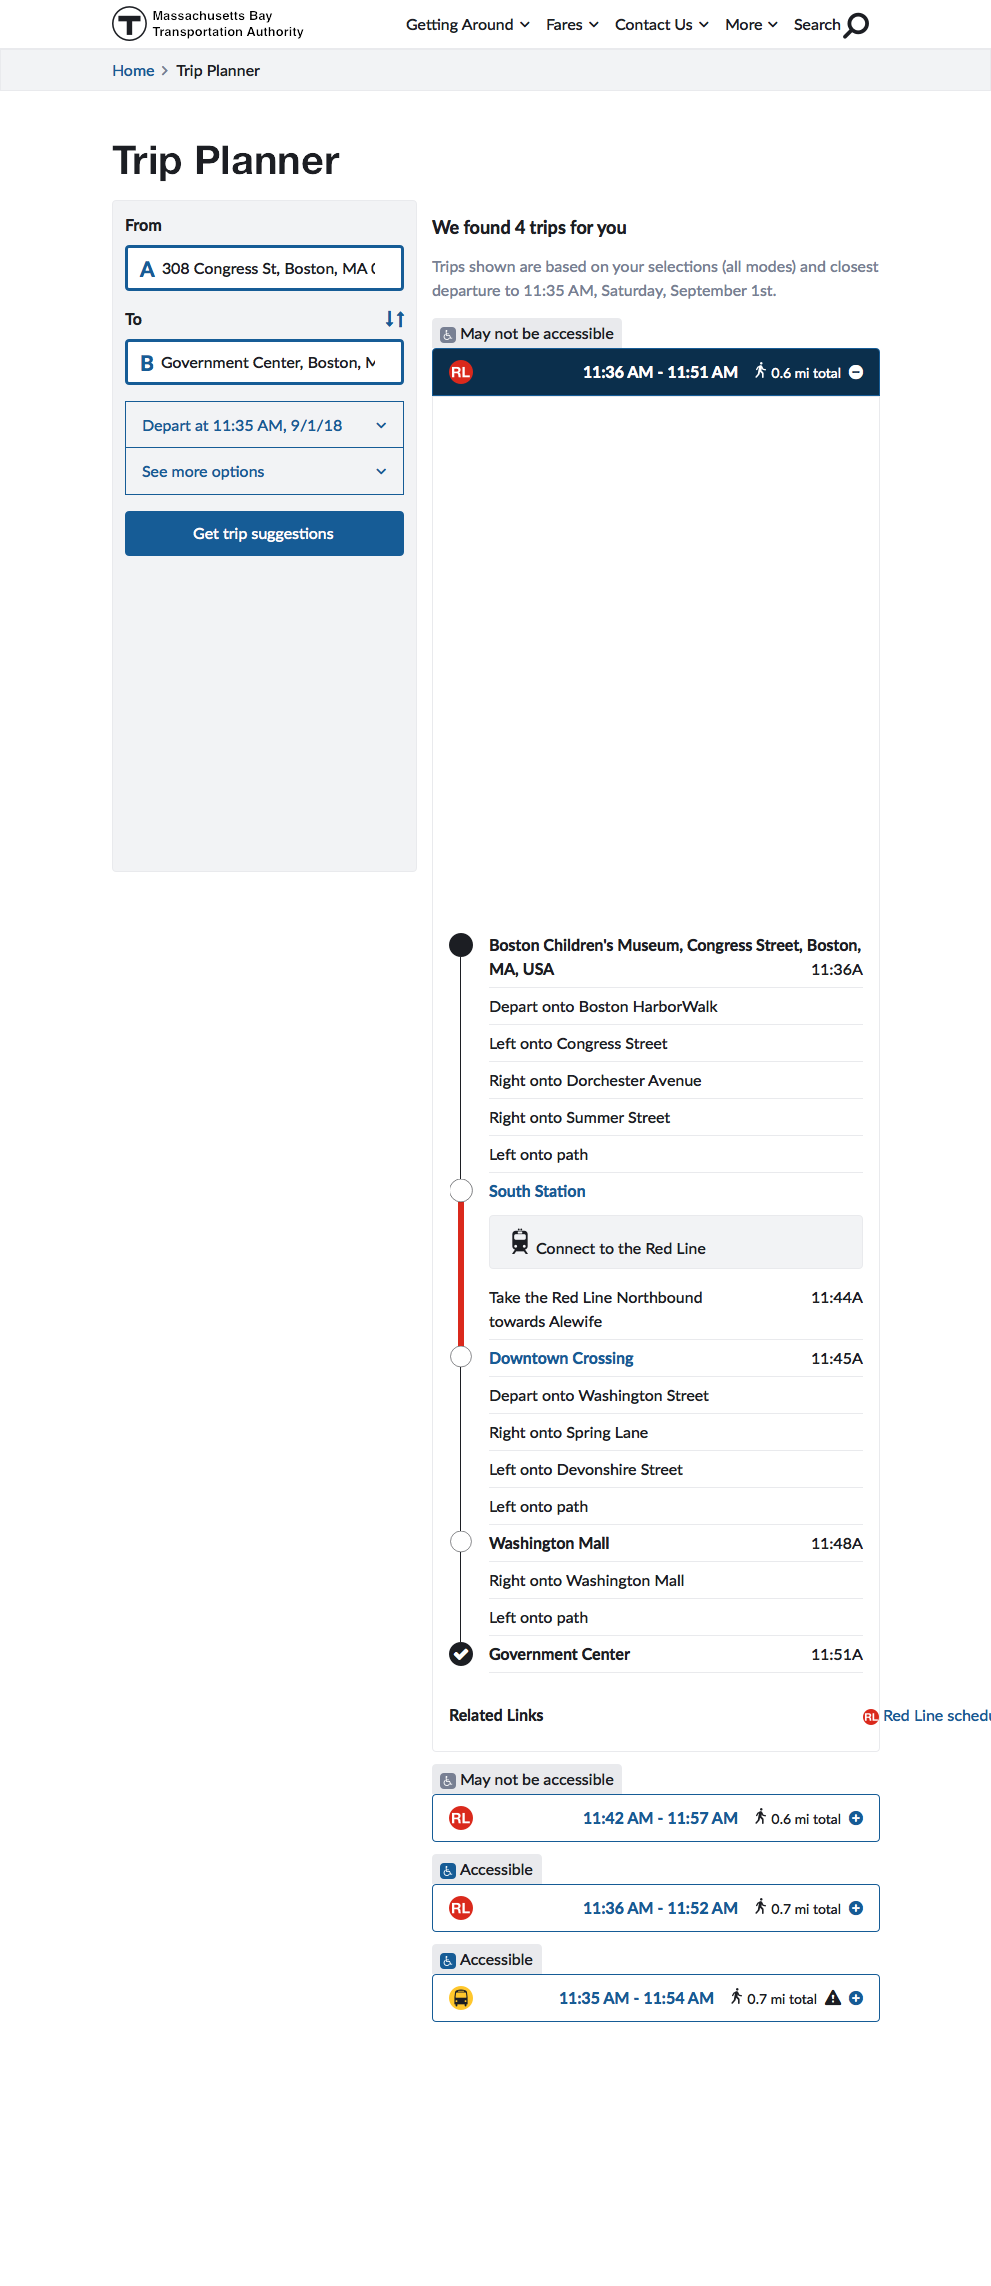 Massachusetts Bay
Transportation Authority
Getting Around
Fares
Contact Us
More
Search
Home
Trip Planner
Trip Planner
From
A 308 Congress St, Boston, MA
To
B Government Center, Boston,
Depart at 11:35 AM, 9/1/18
See more options
Get trip suggestions
We found 4 trips for you
Trips shown are based on your selections (all modes) and closest
departure to 11:35 AM, Saturday, September 1st.
May not be accessible
RL 11:36 AM - 11:51 AM 0.6 mi total
Boston Children's Museum, Congress Street, Boston,
MA, USA 11:36A
Depart onto Boston HarborWalk
Left onto Congress Street
Right onto Dorchester Avenue
Right onto Summer Street
Left onto path
South Station
Connect to the Red Line
Take the Red Line Northbound 11:44A
towards Alewife
Downtown Crossing 11:45A
Depart onto Washington Street
Right onto Spring Lane
Left onto Devonshire Street
Left onto path
Washington Mall 11:48A
Right onto Washington Mall
Left onto path
Government Center 11:51A
Related Links RL Red Line
May not be accessible
RL 11:42 AM - 11:57 AM 0.6 mi total
Accessible
RL 11:36 AM - 11:52 AM 0.7 mi total
Accessible
11:35 AM - 11:54 AM 0.7 mi total